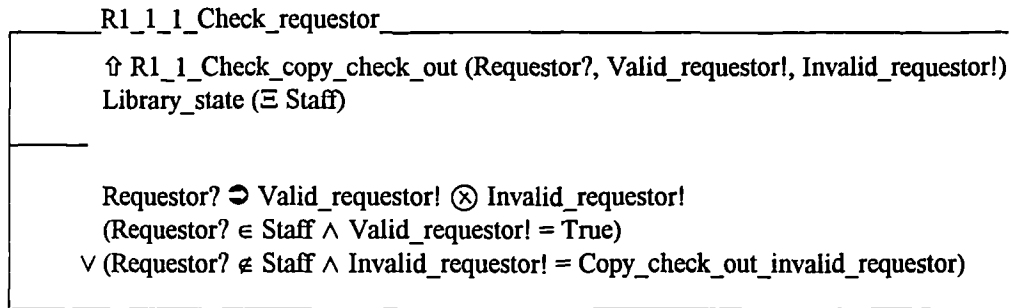 R1_1_1_Check_requestor
⇧ R1_1_Check_copy_check_out (Requestor?, Valid_requestor!, Invalid_requestor!)
Library_state (Ξ Staff)
Requestor? ⊃ Valid_requestor! ⊗ Invalid_requestor!
(Requestor? ∈ Staff ∧ Valid_requestor! = True)
∨ (Requestor? ∉ Staff ∧ Invalid_requestor! = Copy_check_out_invalid_requestor)